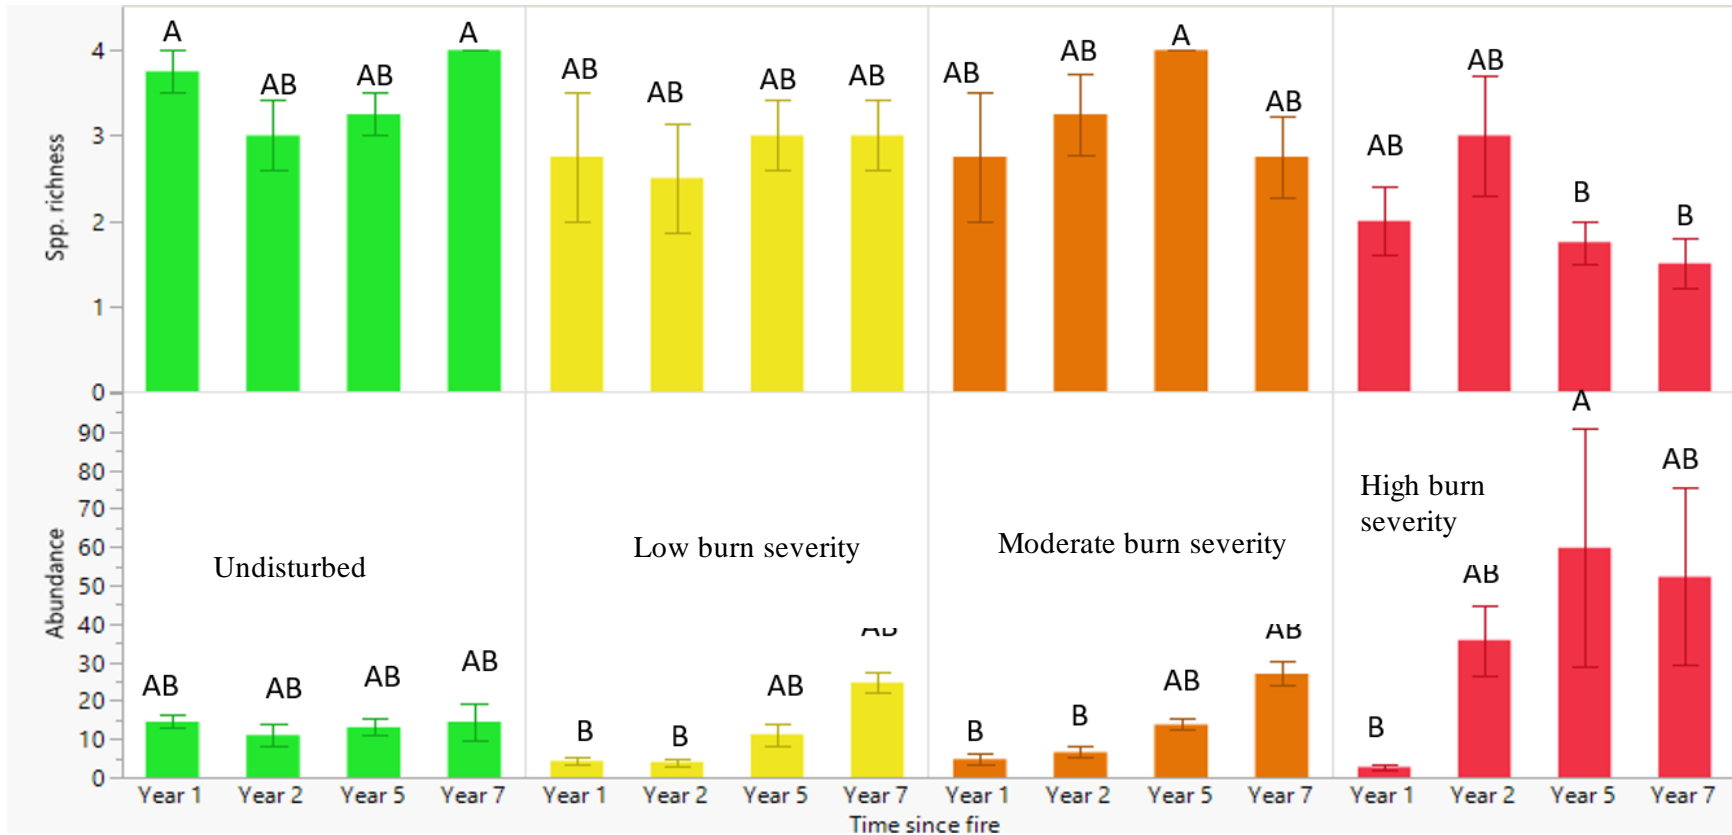 A AB AB A AB AB AB AB AB AB A AB AB AB B B
4
3
2
1
0
Spp. richness
90
80
70
60
50
40
30
20
10
0
Abundance
Undisturbed
Low burn severity
Moderate burn severity
High burn
severity
AB AB AB AB B B AB AB B B AB AB B AB A AB
Year 1 Year 2 Year 5 Year 7 Year 1 Year 2 Year 5 Year 7 Year 1 Year 2 Year 5 Year 7 Year 1 Year 2 Year 5 Year 7
Time since fire